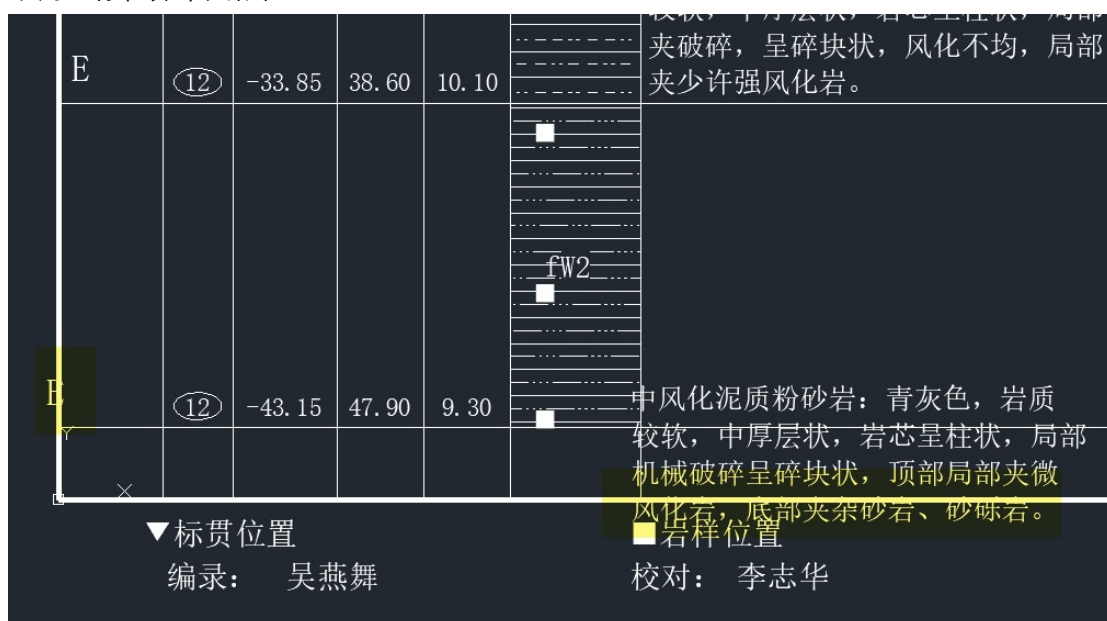 夹破碎，呈碎块状，风化不均，局部
E ⑫ -33.85 38.60 10.10 夹少许强风化岩。
fW2
E ⑫ -43.15 47.90 9.30 中风化泥质粉砂岩：青灰色，岩质
较软，中厚层状，岩芯呈柱状，局部
机械破碎呈碎块状，顶部局部夹微
风化岩，底部夹杂砂岩、砂砾岩。
▼标贯位置 ■岩样位置
编录： 吴燕舞 校对： 李志华